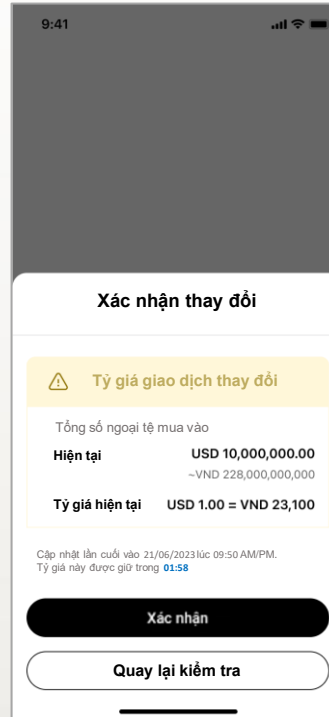 9:41
Xác nhận thay đổi
Tỷ giá giao dịch thay đổi
Tổng số ngoại tệ mua vào
Hiện tại USD 10,000,000.00
~VND 228,000,000,000
Tỷ giá hiện tại USD 1.00 = VND 23,100
Cập nhật lần cuối vào 21/06/2023 lúc 09:50 AM/PM.
Tỷ giá này được giữ trong 01:58
Xác nhận
Quay lại kiểm tra